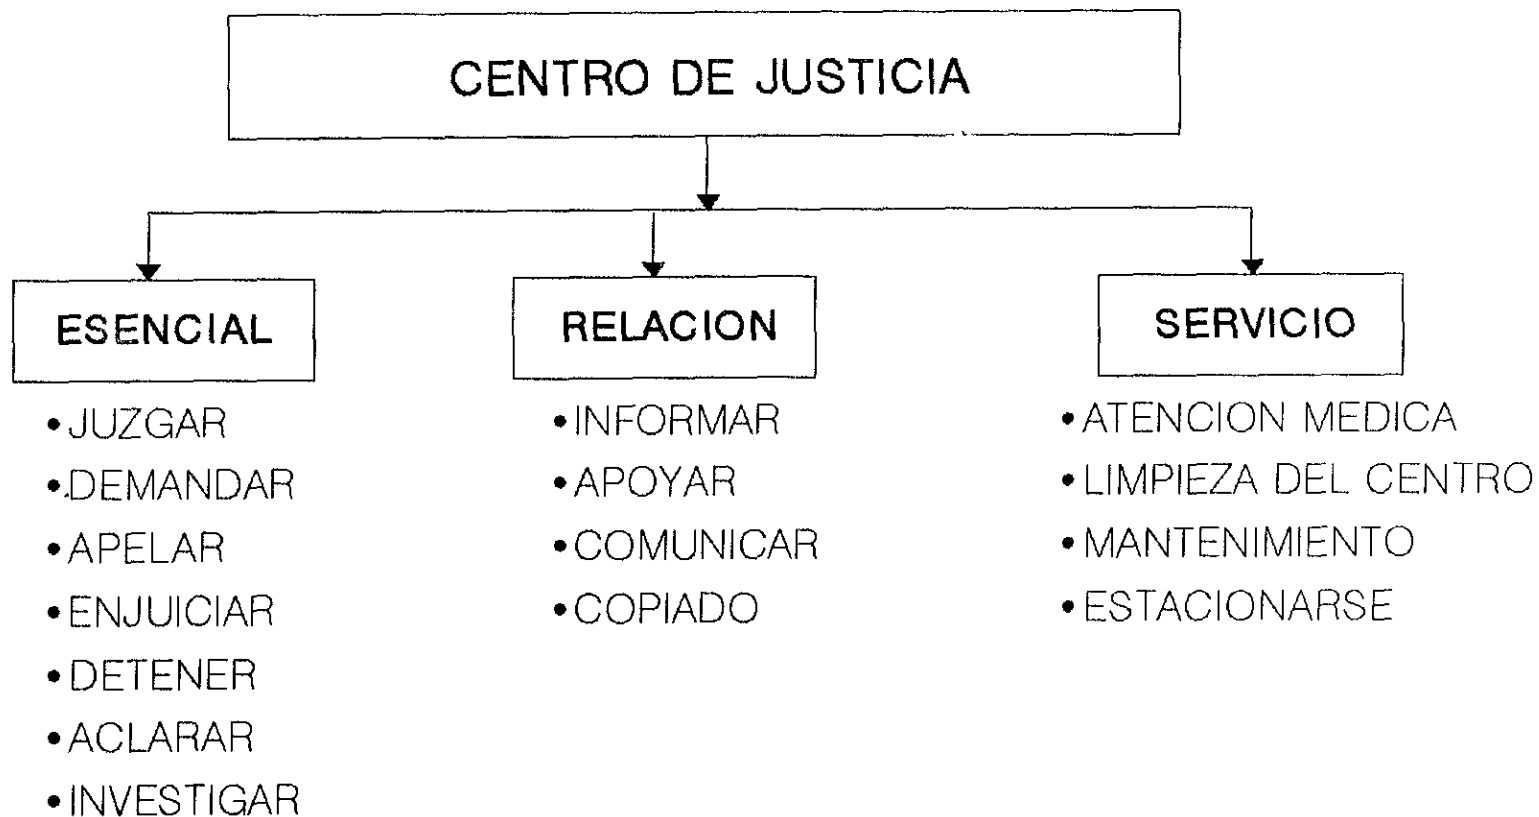 CENTRO DE JUSTICIA
ESENCIAL
•JUZGAR
•DEMANDAR
•APELAR
•ENJUICIAR
•DETENER
•ACLARAR
•INVESTIGAR
RELACION
•INFORMAR
•APOYAR
•COMUNICAR
•COPIADO
SERVICIO
•ATENCION MEDICA
•LIMPIEZA DEL CENTRO
•MANTENIMIENTO
•ESTACIONARSE